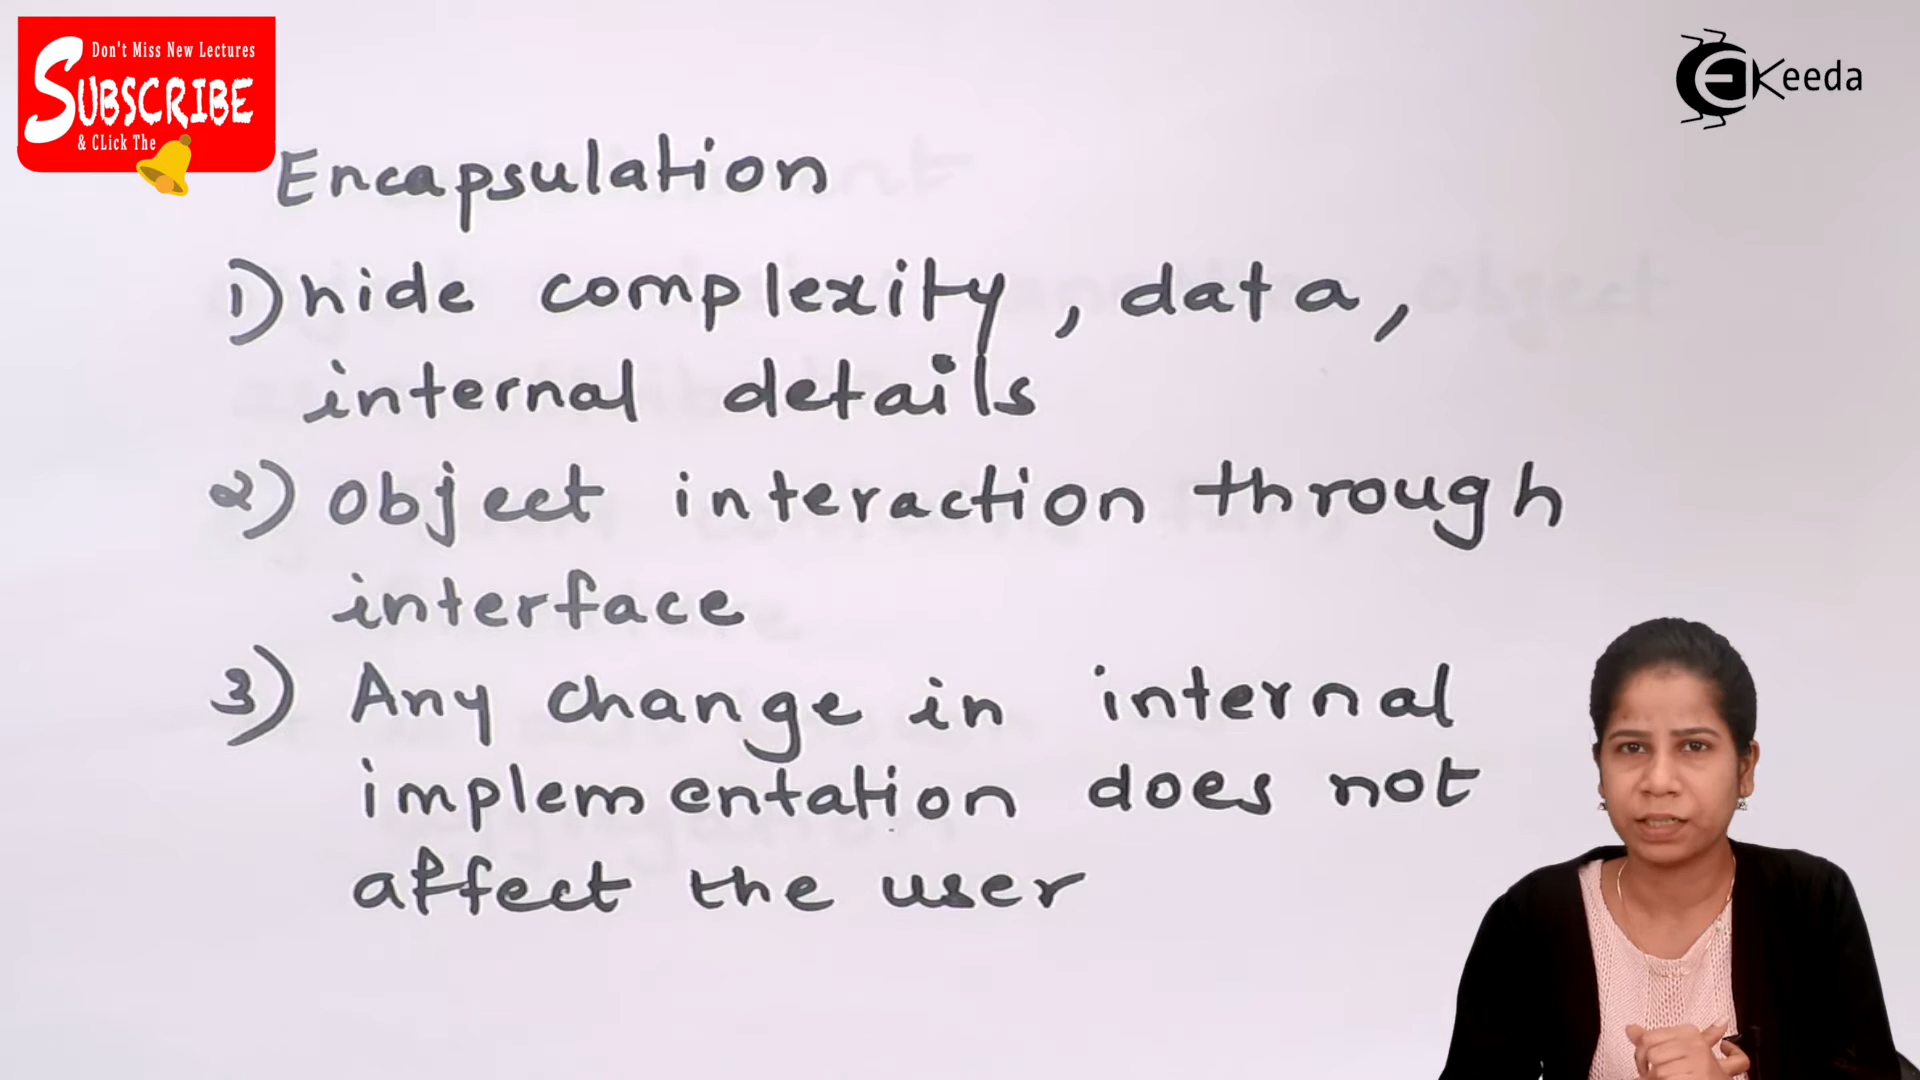 Don't Miss New Lectures
SUBSCRIBE
& CLick The
EKeeda
Encapsulation
1) hide complexity, data,
internal details
2) Object interaction through
interface
3) Any change in internal
implementation does not
affect the user